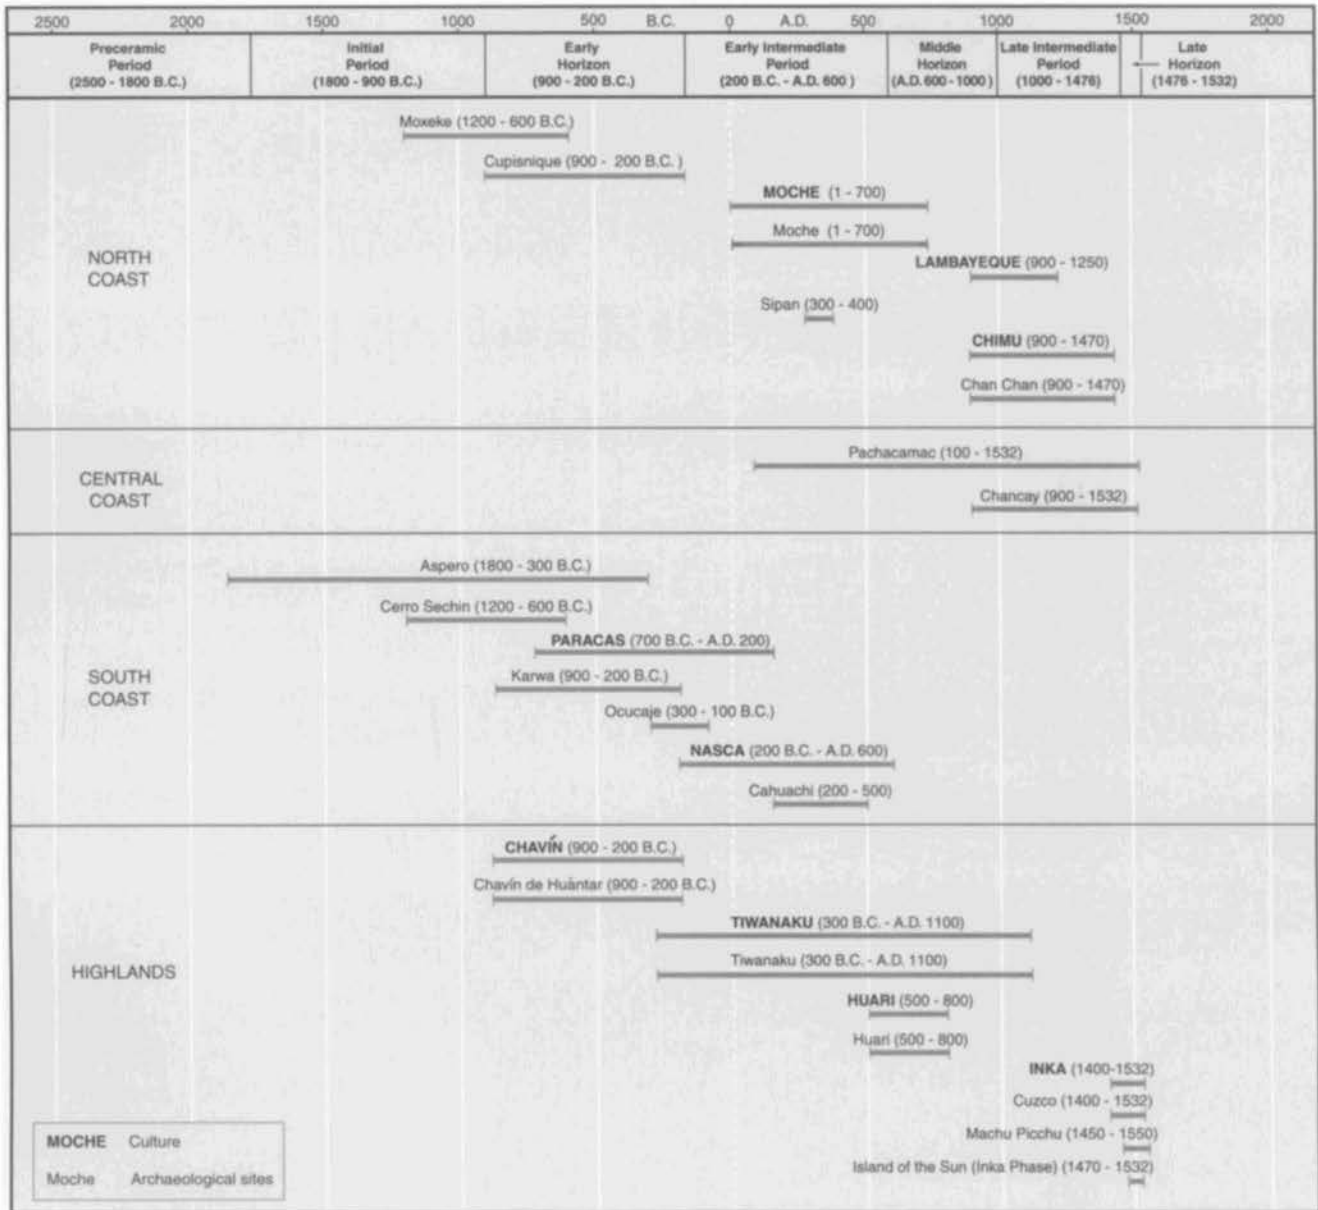 2500 2000 1500 1000 500 B.C. 0 A.D. 500 1000 1500 2000
Preceramic
Period
(2500 - 1800 B.C.)
Initial
Period
(1800 - 900 B.C.)
Early
Horizon
(900 - 200 B.C.)
Early Intermediate
Period
(200 B.C. - A.D. 600 )
Middle
Horizon
(A.D. 600 - 1000)
Late Intermediate
Period
(1000 - 1476)
Late
Horizon
(1476 - 1532)
NORTH
COAST
Moxeke (1200 - 600 B.C.)
Cupisnique (900 - 200 B.C. )
MOCHE (1 - 700)
Moche (1 - 700)
LAMBAYEQUE (900 - 1250)
Sipan (300 - 400)
CHIMU (900 - 1470)
Chan Chan (900 - 1470)
CENTRAL
COAST
Pachacamac (100 - 1532)
Chancay (900 - 1532)
SOUTH
COAST
Aspero (1800 - 300 B.C.)
Cerro Sechin (1200 - 600 B.C.)
PARACAS (700 B.C. - A.D. 200)
Karwa (900 - 200 B.C.)
Ocucaje (300 - 100 B.C.)
NASCA (200 B.C. - A.D. 600)
Cahuachi (200 - 500)
HIGHLANDS
CHAVÍN (900 - 200 B.C.)
Chavín de Huántar (900 - 200 B.C.)
TIWANAKU (300 B.C. - A.D. 1100)
Tiwanaku (300 B.C. - A.D. 1100)
HUARI (500 - 800)
Huari (500 - 800)
INKA (1400-1532)
Cuzco (1400 - 1532)
Machu Picchu (1450 - 1550)
Island of the Sun (Inka Phase) (1470 - 1532)
MOCHE Culture
Moche Archaeological sites